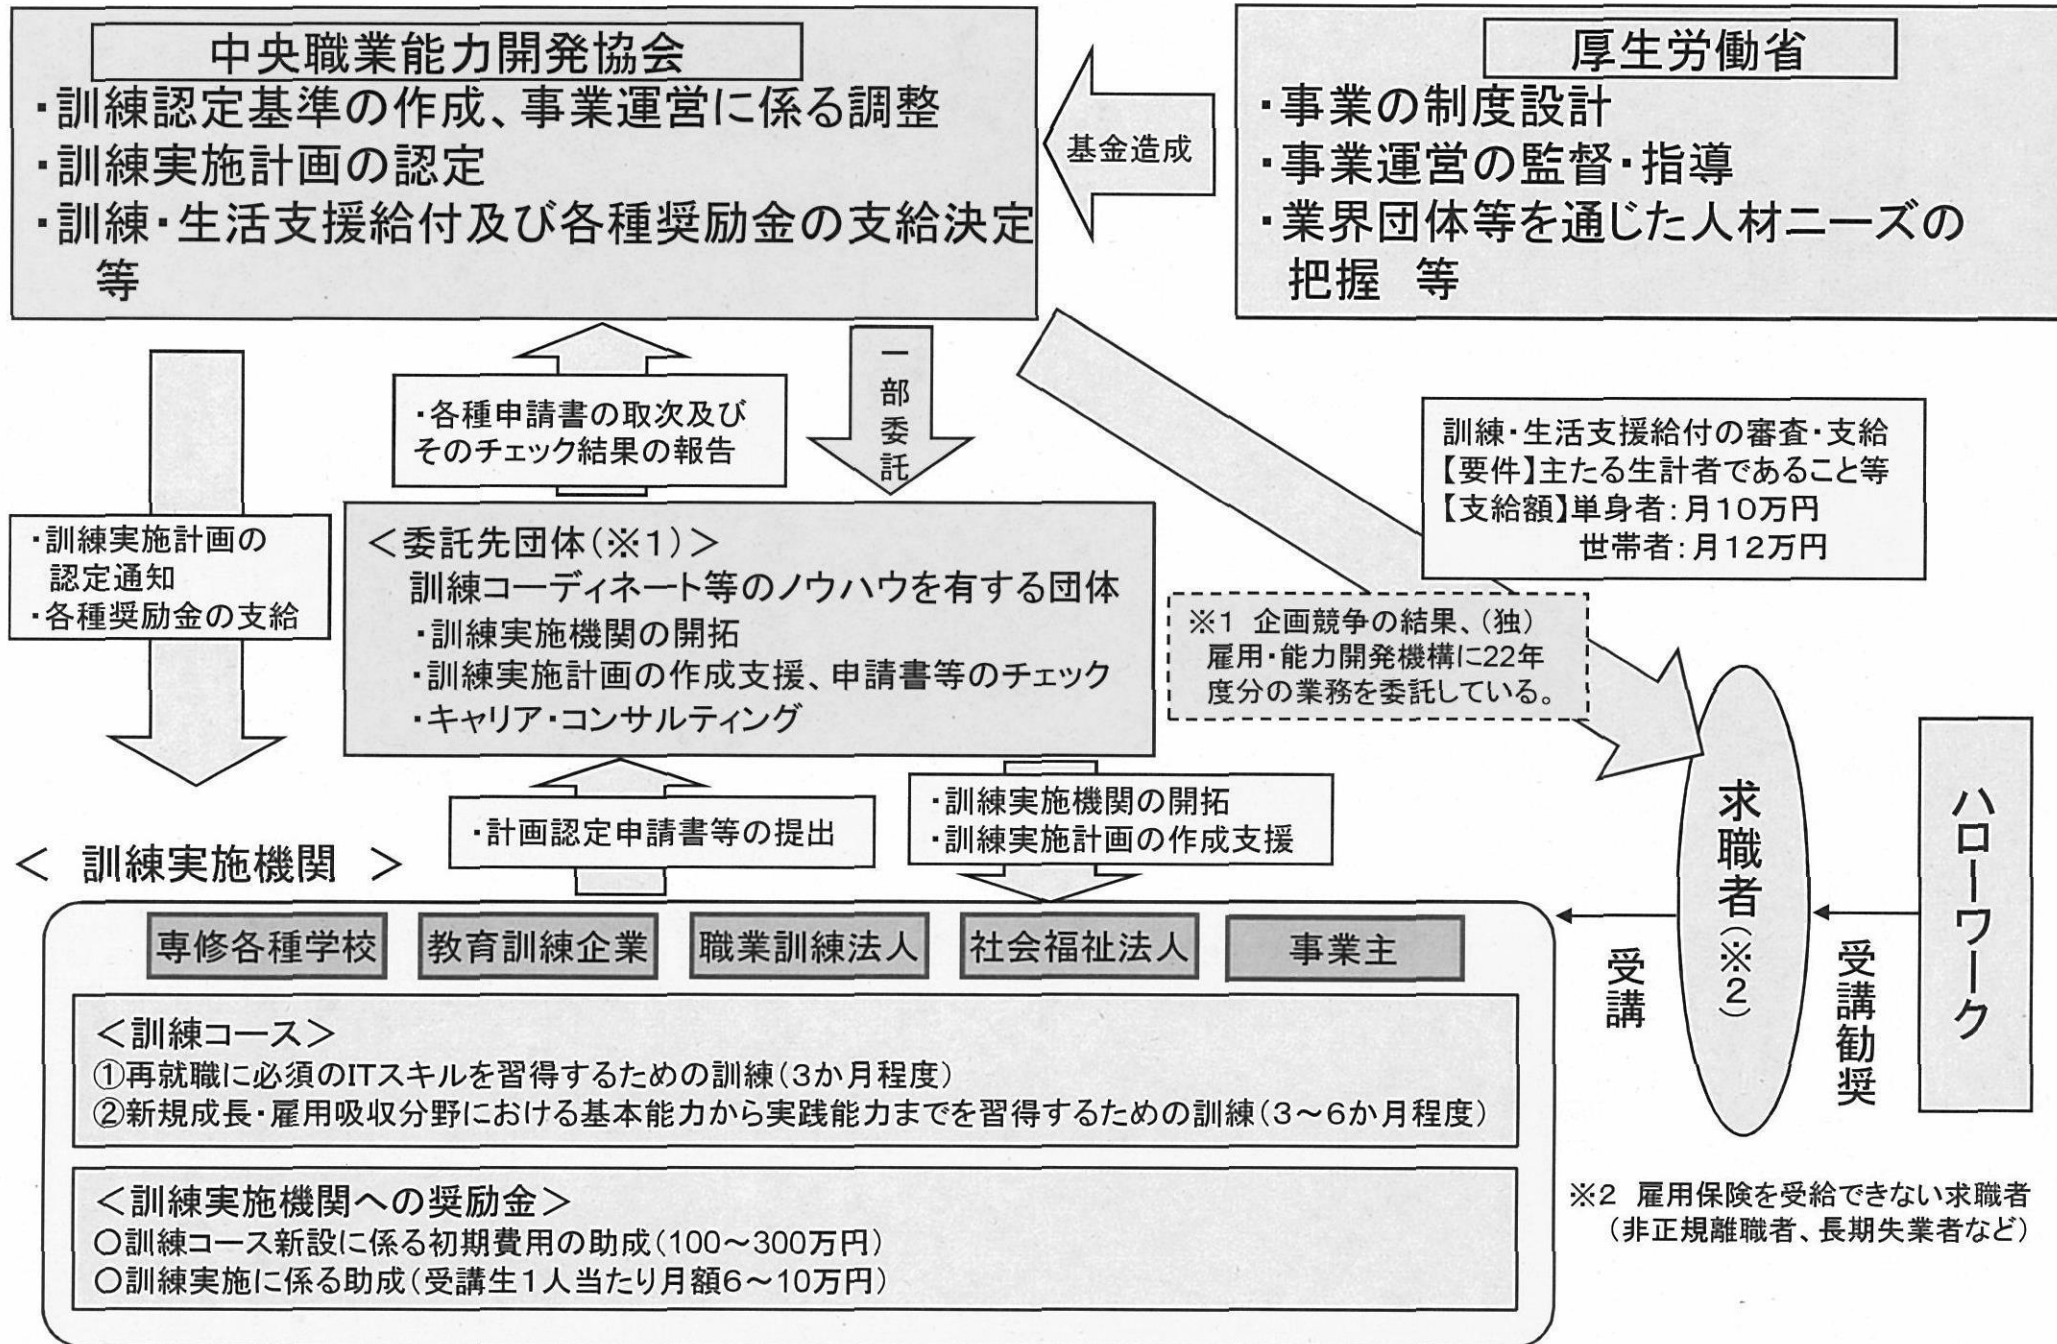 中央職業能力開発協会
・訓練認定基準の作成、事業運営に係る調整
・訓練実施計画の認定
・訓練・生活支援給付及び各種奨励金の支給決定
等
基金造成
厚生労働省
・事業の制度設計
・事業運営の監督・指導
・業界団体等を通じた人材ニーズの
把握　等
・各種申請書の取次及び
そのチェック結果の報告
一部委託
訓練・生活支援給付の審査・支給
【要件】主たる生計者であること等
【支給額】単身者：月10万円
世帯者：月12万円
・訓練実施計画の
認定通知
・各種奨励金の支給
＜委託先団体（※1）＞
訓練コーディネート等のノウハウを有する団体
・訓練実施機関の開拓
・訓練実施計画の作成支援、申請書等のチェック
・キャリア・コンサルティング
※1　企画競争の結果、（独）
雇用・能力開発機構に22年
度分の業務を委託している。
・計画認定申請書等の提出
・訓練実施機関の開拓
・訓練実施計画の作成支援
＜　訓練実施機関　＞
専修各種学校
教育訓練企業
職業訓練法人
社会福祉法人
事業主
受講
求職者（※2）
受講勧奨
ハローワーク
＜訓練コース＞
①再就職に必須のITスキルを習得するための訓練（3か月程度）
②新規成長・雇用吸収分野における基本能力から実践能力までを習得するための訓練（3～6か月程度）
＜訓練実施機関への奨励金＞
○訓練コース新設に係る初期費用の助成（100～300万円）
○訓練実施に係る助成（受講生1人当たり月額6～10万円）
※2　雇用保険を受給できない求職者
（非正規離職者、長期失業者など）